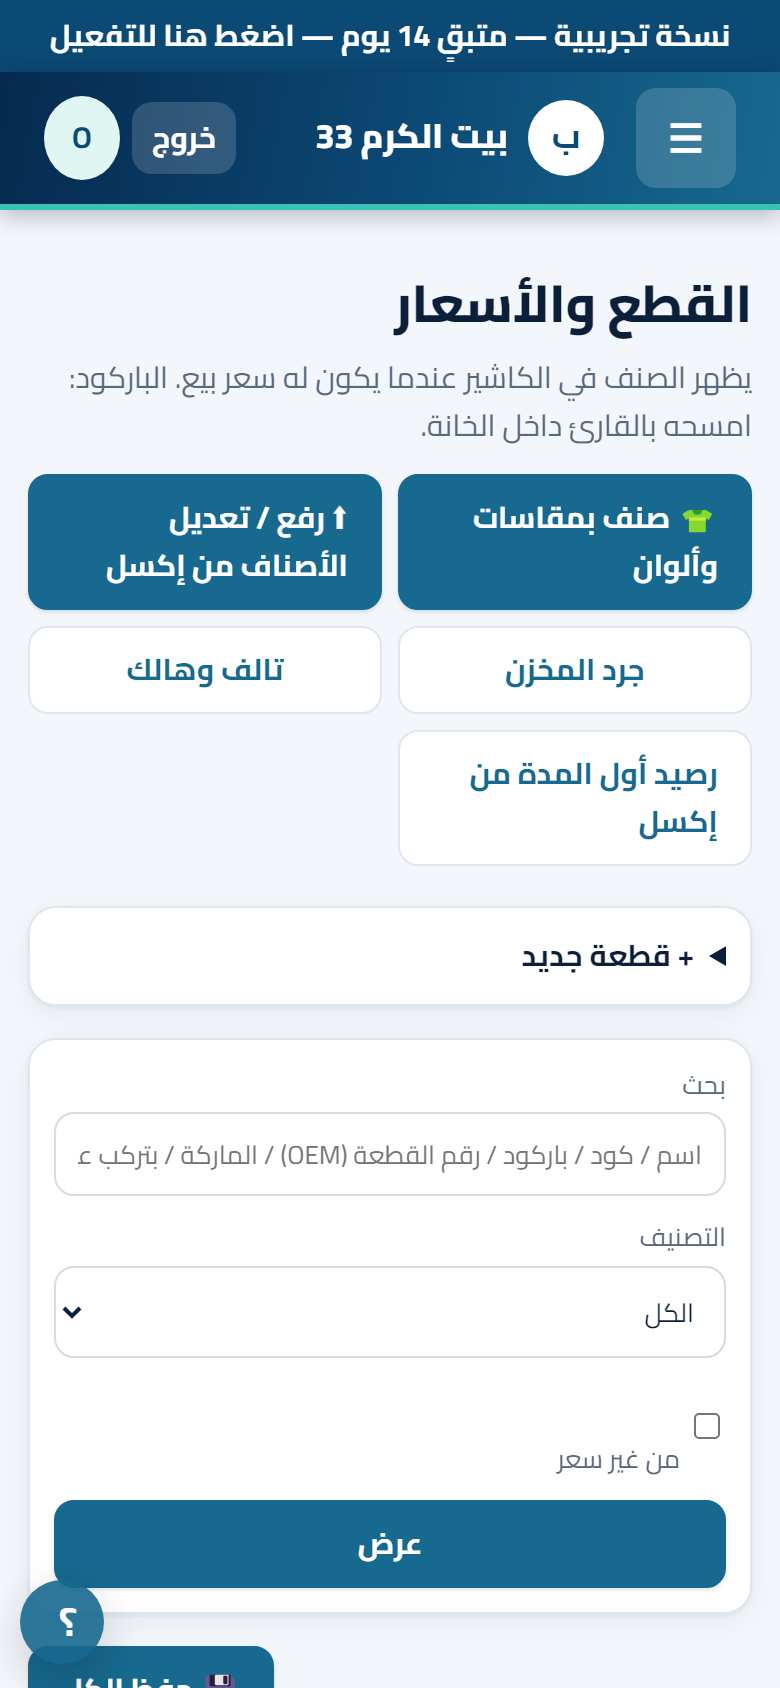 نسخة تجريبية — متبقٍ 14 يوم — اضغط هنا للتفعيل
☰
ب
بيت الكرم 33
خروج
O
القطع والأسعار
يظهر الصنف في الكاشير عندما يكون له سعر بيع. الباركود:
امسحه بالقارئ داخل الخانة.
👕 صنف بمقاسات
وألوان
⬆ رفع / تعديل
الأصناف من إكسل
جرد المخزن
تالف وهالك
رصيد أول المدة من
إكسل
◀ + قطعة جديد
بحث
اسم / كود / باركود / رقم القطعة (OEM) / الماركة / بتركب ع
التصنيف
الكل
من غير سعر
عرض
؟
💾 حفظ الكل